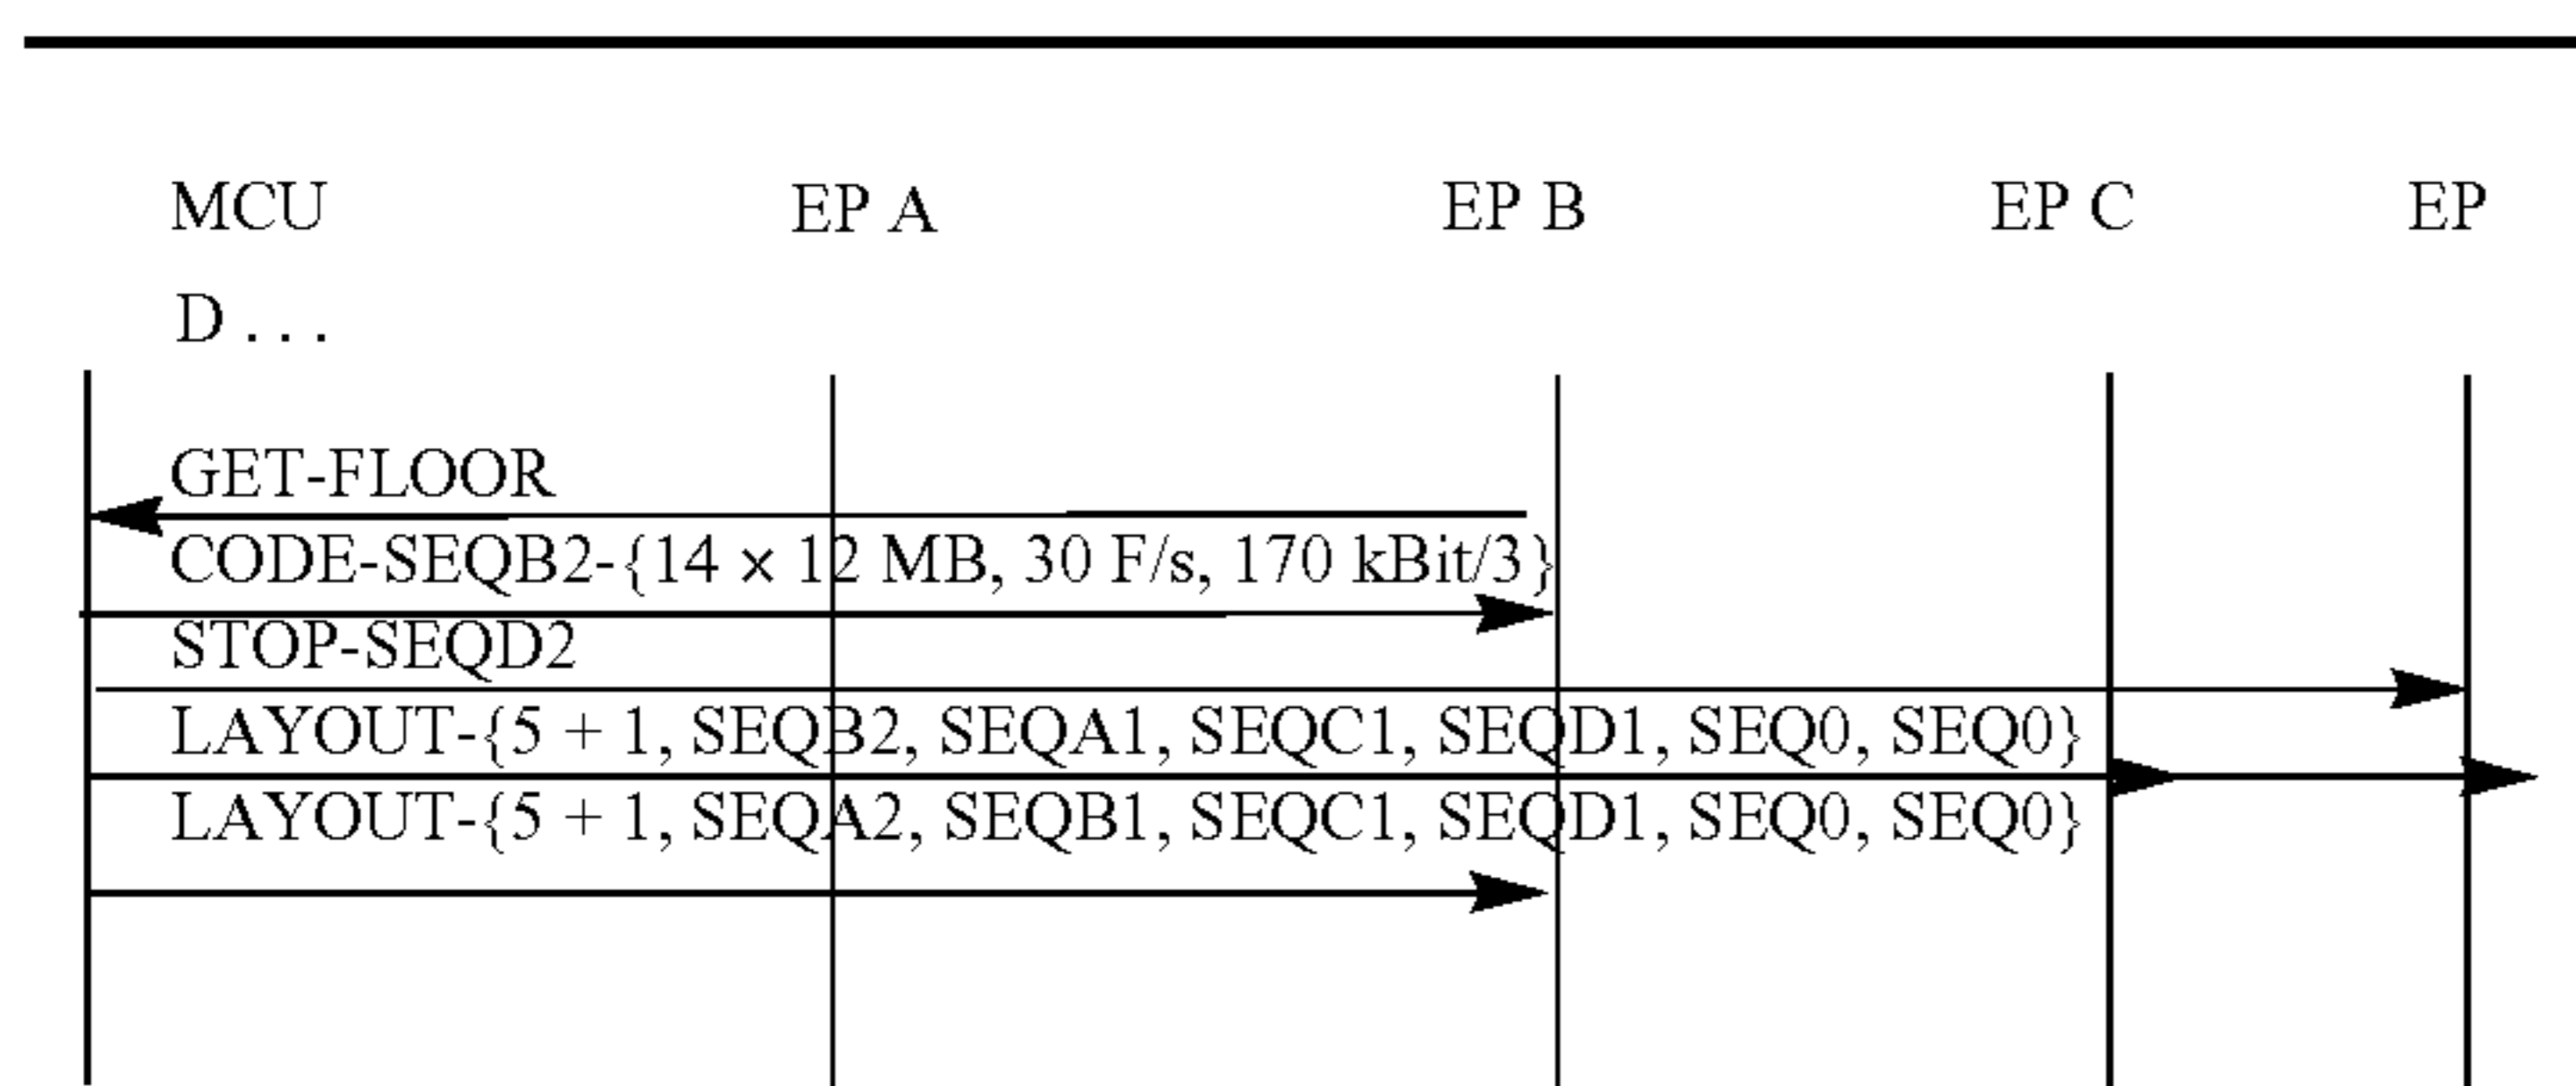 MCU EP A EP B EP C EP
D . . .
GET-FLOOR
CODE-SEQB2-{14 × 12 MB, 30 F/s, 170 kBit/3}
STOP-SEQD2
LAYOUT-{5 + 1, SEQB2, SEQA1, SEQC1, SEQD1, SEQ0, SEQ0}
LAYOUT-{5 + 1, SEQA2, SEQB1, SEQC1, SEQD1, SEQ0, SEQ0}